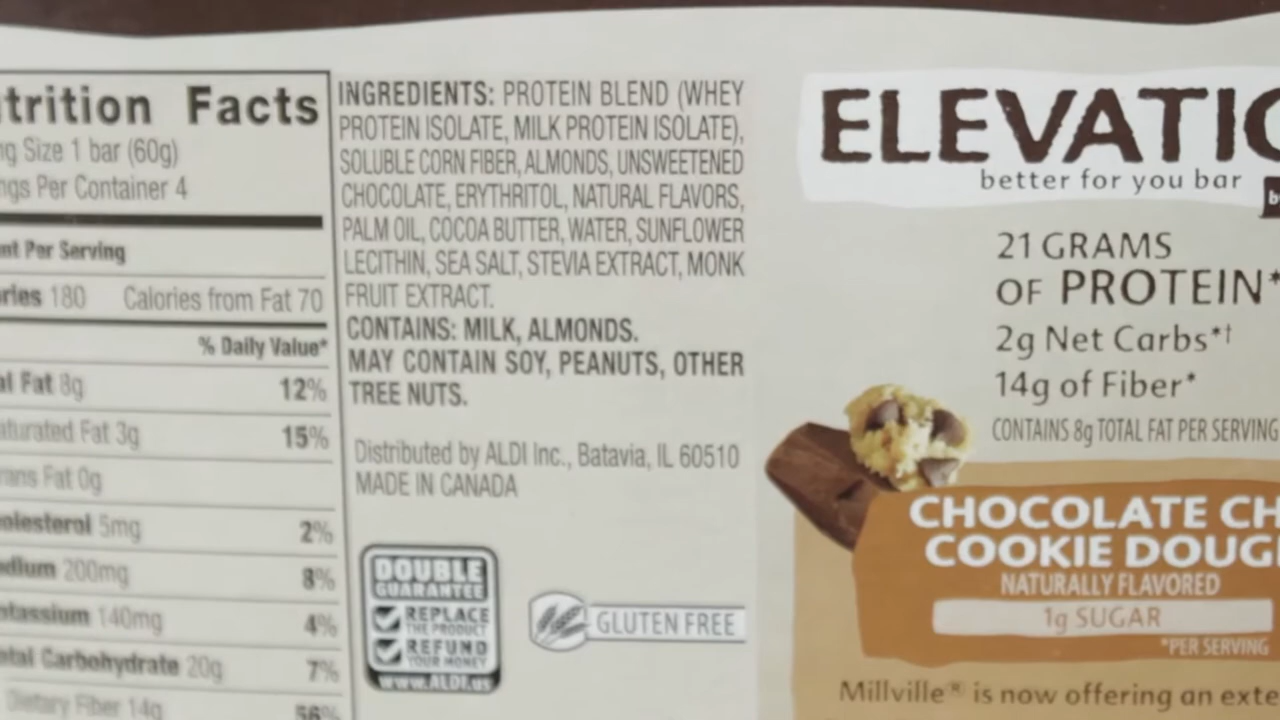 trition Facts
ng Size 1 bar (60g)
ngs Per Container 4
nt Per Serving
ries 180 Calories from Fat 70
% Daily Value*
al Fat 8g 12%
aturated Fat 3g 15%
rans Fat 0g
olesterol 5mg 2%
dium 200mg 8%
otassium 140mg 4%
otal Carbohydrate 20g 7%
Dietary Fiber 14g 56%
INGREDIENTS: PROTEIN BLEND (WHEY
PROTEIN ISOLATE, MILK PROTEIN ISOLATE),
SOLUBLE CORN FIBER, ALMONDS, UNSWEETENED
CHOCOLATE, ERYTHRITOL, NATURAL FLAVORS,
PALM OIL, COCOA BUTTER, WATER, SUNFLOWER
LECITHIN, SEA SALT, STEVIA EXTRACT, MONK
FRUIT EXTRACT.
CONTAINS: MILK, ALMONDS.
MAY CONTAIN SOY, PEANUTS, OTHER
TREE NUTS.
Distributed by ALDI Inc., Batavia, IL 60510
MADE IN CANADA
DOUBLE
GUARANTEE
REPLACE
THE PRODUCT
REFUND
YOUR MONEY
www.ALDI.us
GLUTEN FREE
ELEVATIO
better for you bar
b
21 GRAMS
OF PROTEIN*
2g Net Carbs*†
14g of Fiber*
CONTAINS 8g TOTAL FAT PER SERVING
CHOCOLATE CH
COOKIE DOUG
NATURALLY FLAVORED
1g SUGAR
*PER SERVING
Millville® is now offering an exte